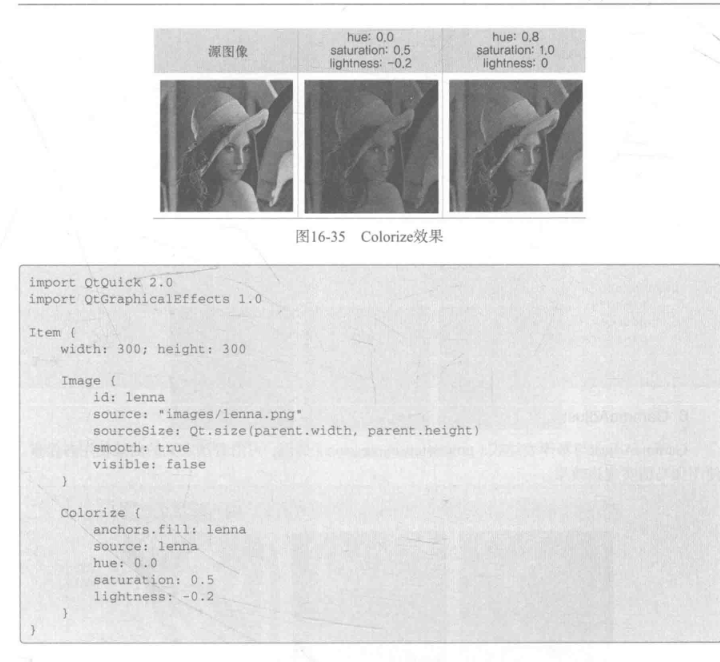 源图像
hue: 0.0
saturation: 0.5
lightness: -0.2
hue: 0.8
saturation: 1.0
lightness: 0
图16-35 Colorize效果
import QtQuick 2.0
import QtGraphicalEffects 1.0
Item {
    width: 300; height: 300
    Image {
        id: lenna
        source: "images/lenna.png"
        sourceSize: Qt.size(parent.width, parent.height)
        smooth: true
        visible: false
    }
    Colorize {
        anchors.fill: lenna
        source: lenna
        hue: 0.0
        saturation: 0.5
        lightness: -0.2
    }
}